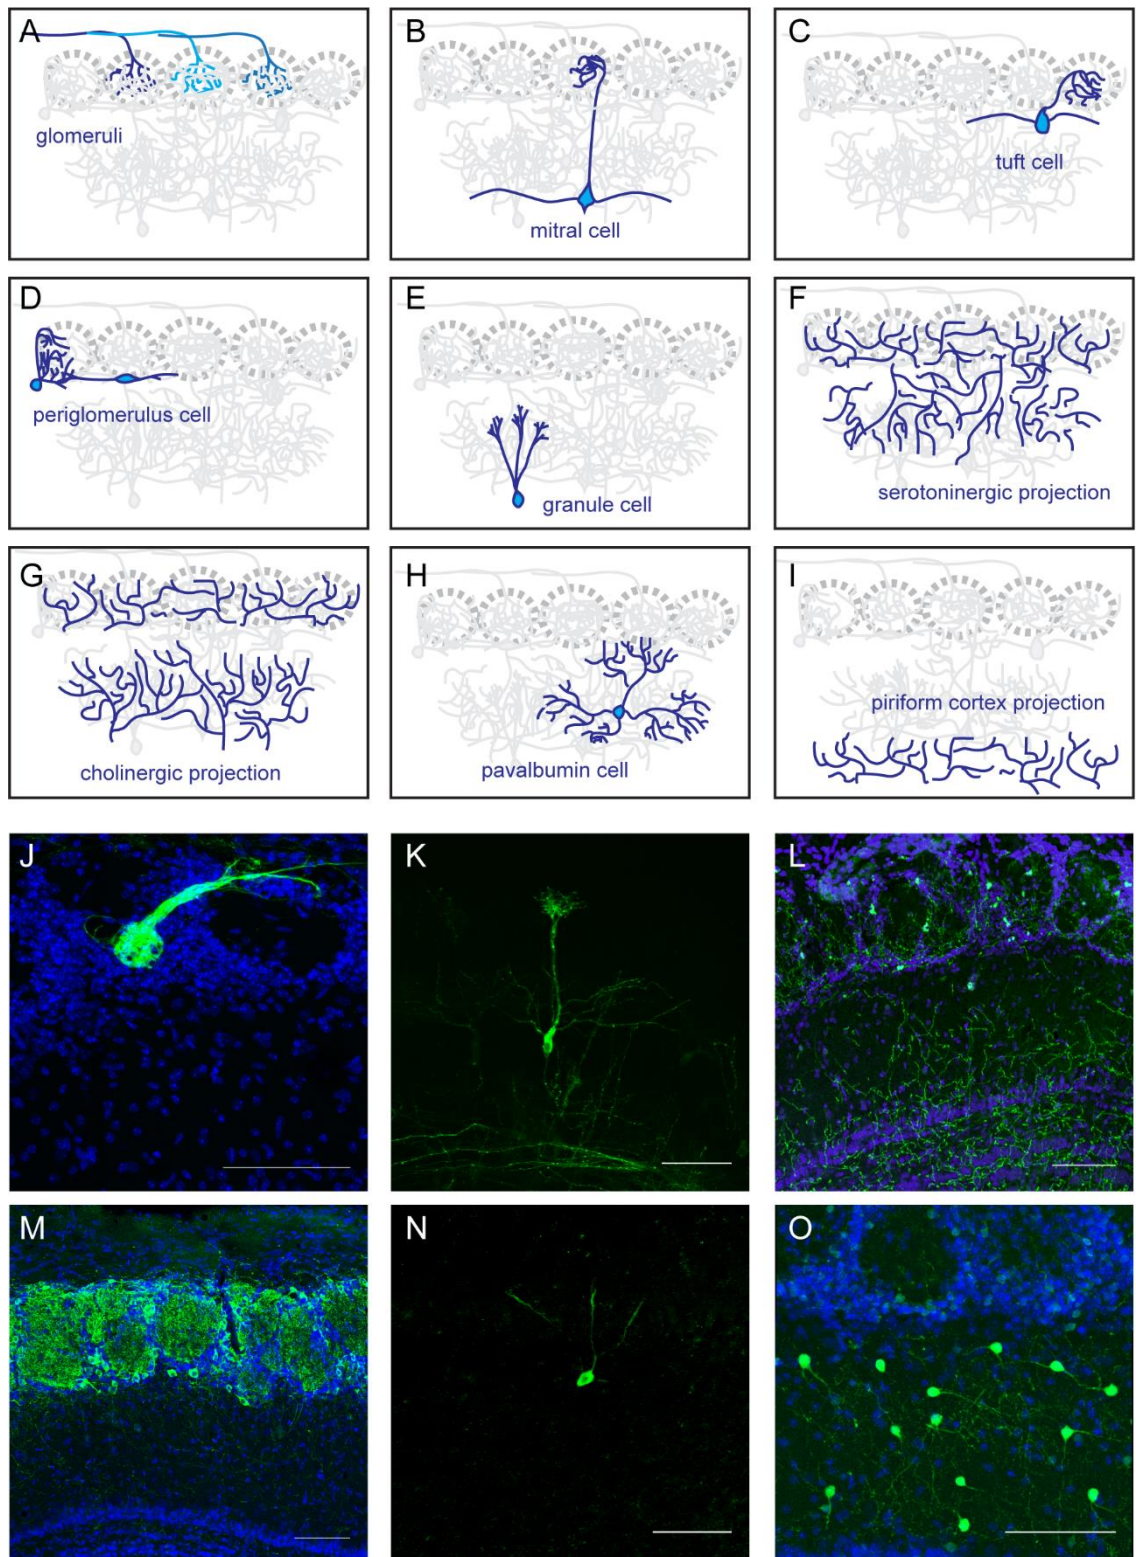 A
glomeruli
B
mitral cell
C
tuft cell
D
periglomerulus cell
E
granule cell
F
serotoninergic projection
G
cholinergic projection
H
pavalbumin cell
I
piriform cortex projection
J
K
L
M
N
O